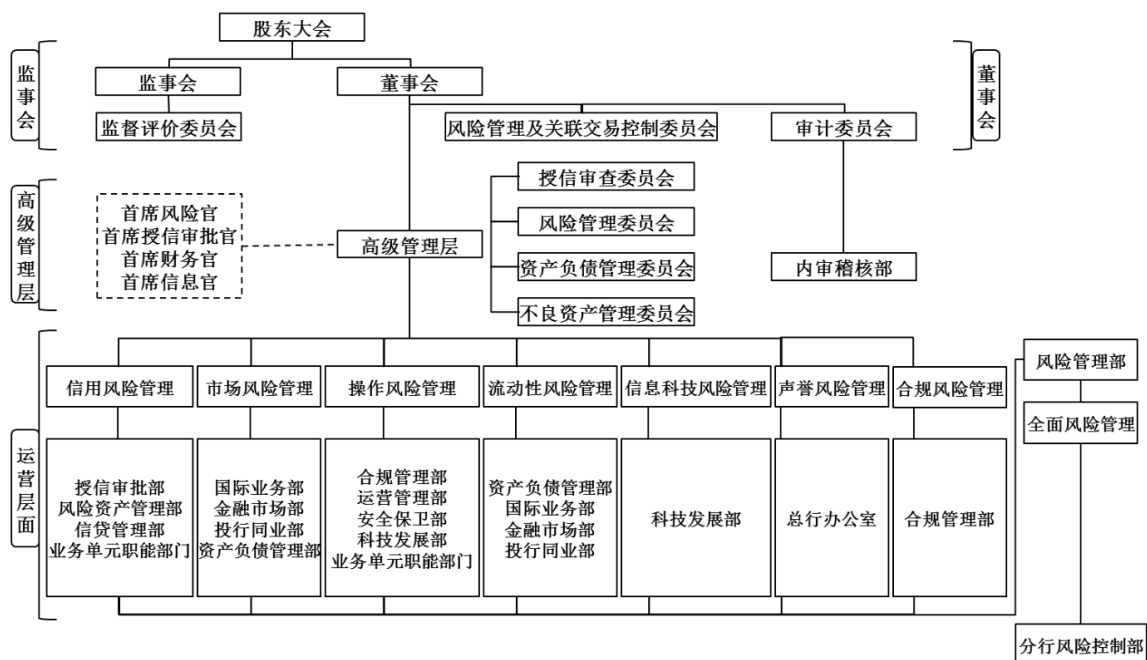 股东大会
监事会
董事会
监事会
董事会
监督评价委员会
风险管理及关联交易控制委员会
审计委员会
高级管理层
首席风险官
首席授信审批官
首席财务官
首席信息官
高级管理层
授信审查委员会
风险管理委员会
资产负债管理委员会
不良资产管理委员会
内审稽核部
运营层面
信用风险管理
市场风险管理
操作风险管理
流动性风险管理
信息科技风险管理
声誉风险管理
合规风险管理
风险管理部
全面风险管理
授信审批部
风险资产管理部
信贷管理部
业务单元职能部门
国际业务部
金融市场部
投行同业部
资产负债管理部
合规管理部
运营管理部
安全保卫部
科技发展部
业务单元职能部门
资产负债管理部
国际业务部
金融市场部
投行同业部
科技发展部
总行办公室
合规管理部
分行风险控制部